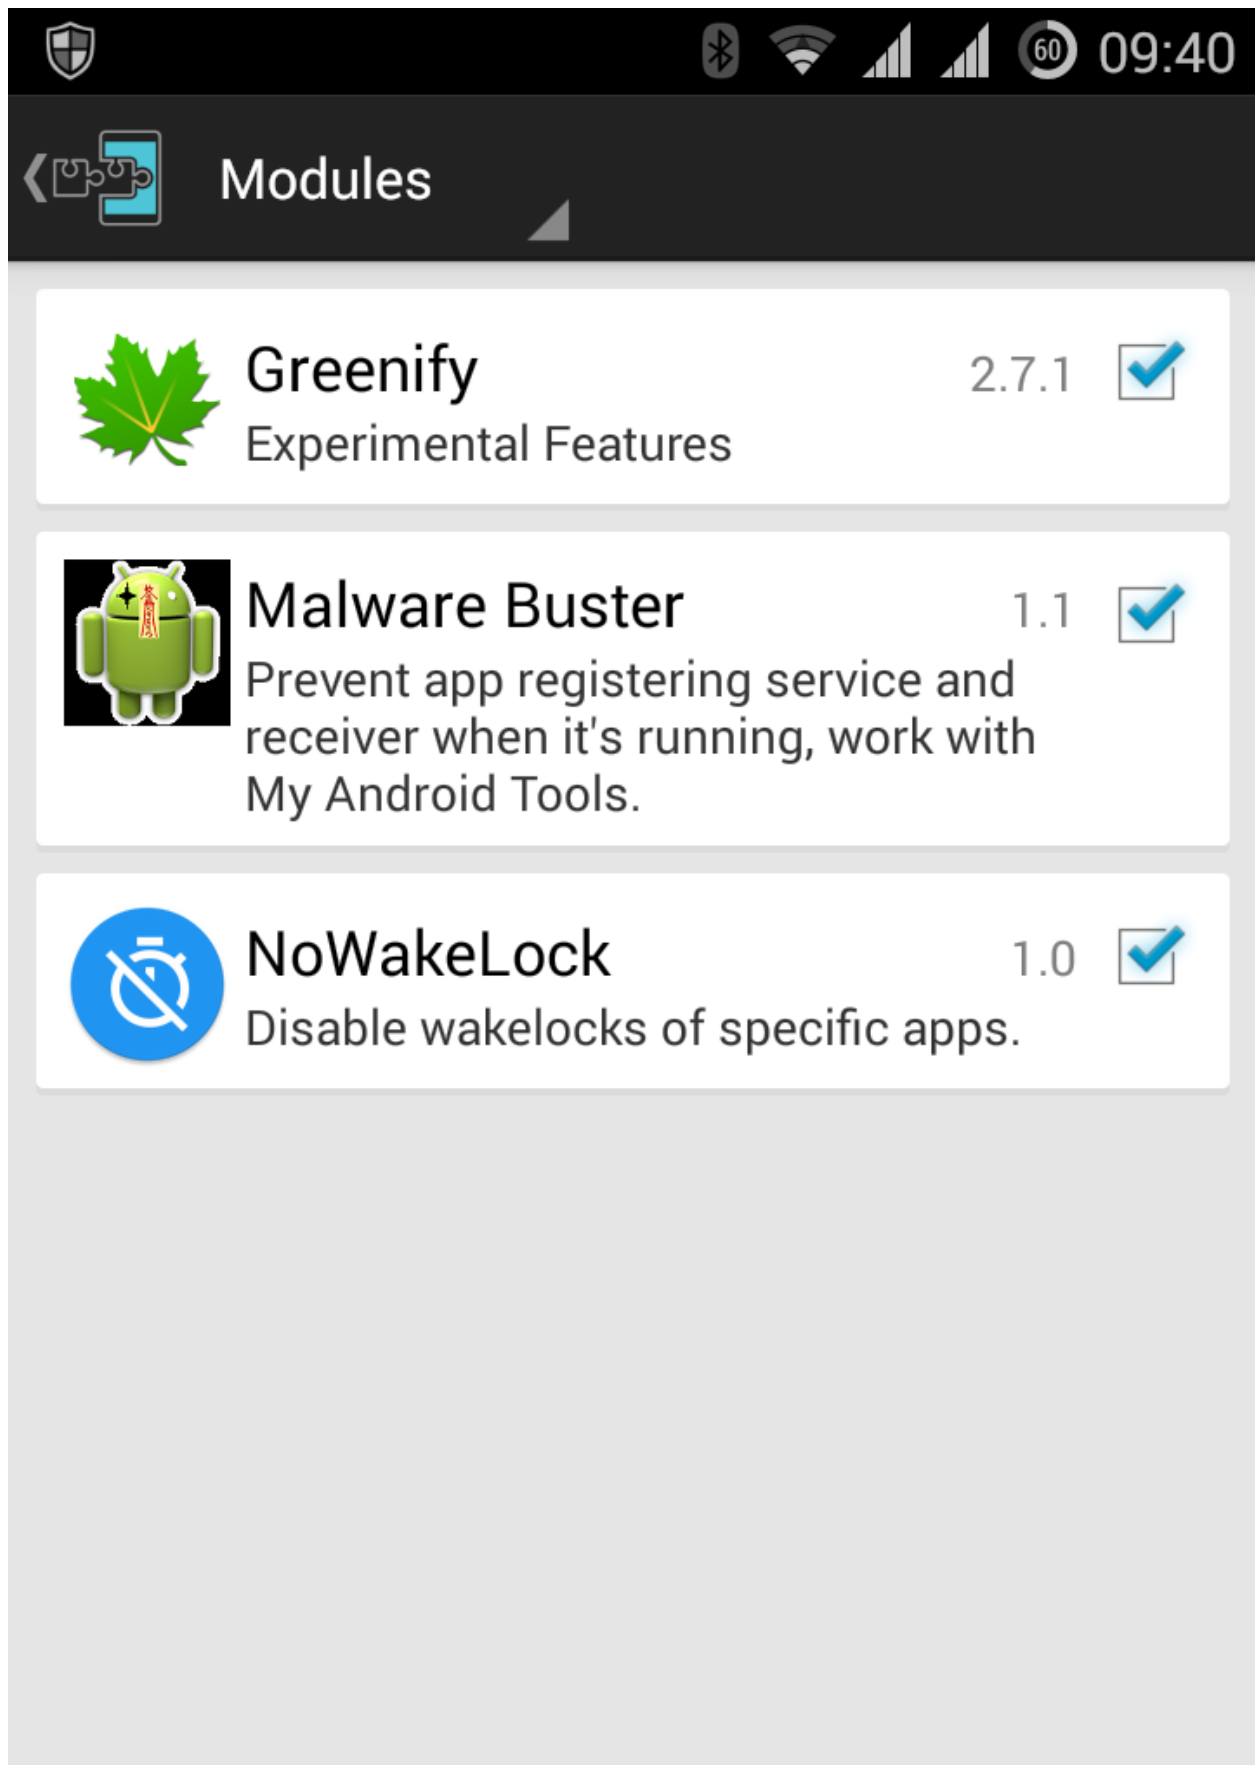 60 09:40
Modules
Greenify 2.7.1
Experimental Features
Malware Buster 1.1
Prevent app registering service and
receiver when it's running, work with
My Android Tools.
NoWakeLock 1.0
Disable wakelocks of specific apps.